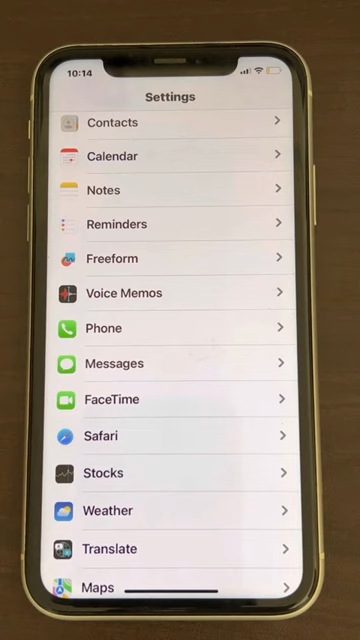 10:14
Settings
Contacts
Calendar
Notes
Reminders
Freeform
Voice Memos
Phone
Messages
FaceTime
Safari
Stocks
Weather
Translate
Maps